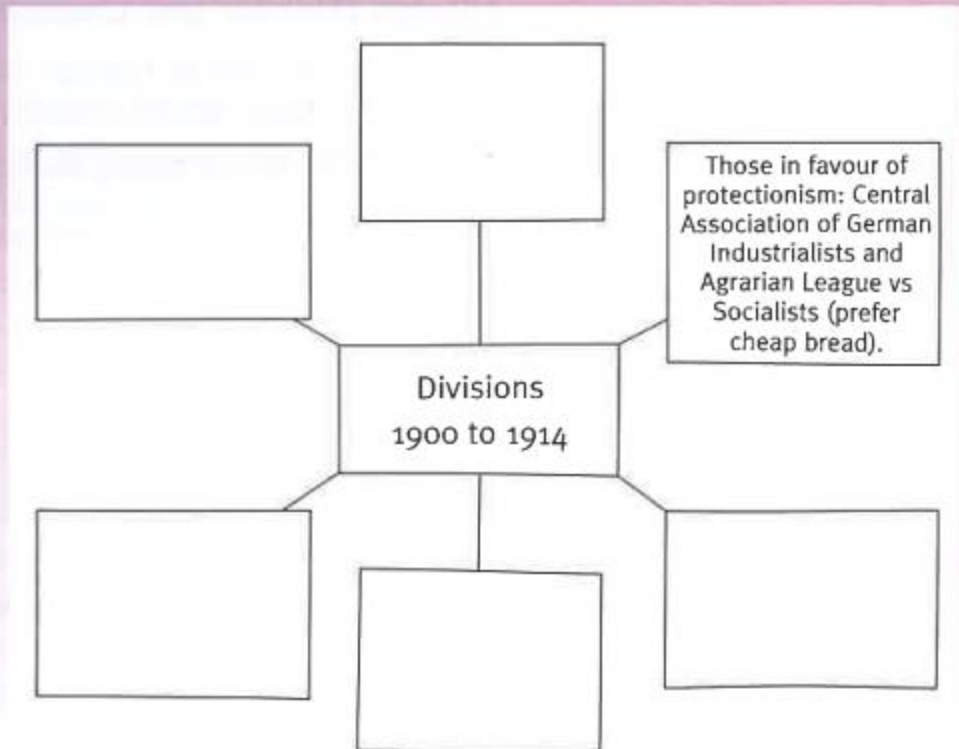 Those in favour of
protectionism: Central
Association of German
Industrialists and
Agrarian League vs
Socialists (prefer
cheap bread).
Divisions
1900 to 1914